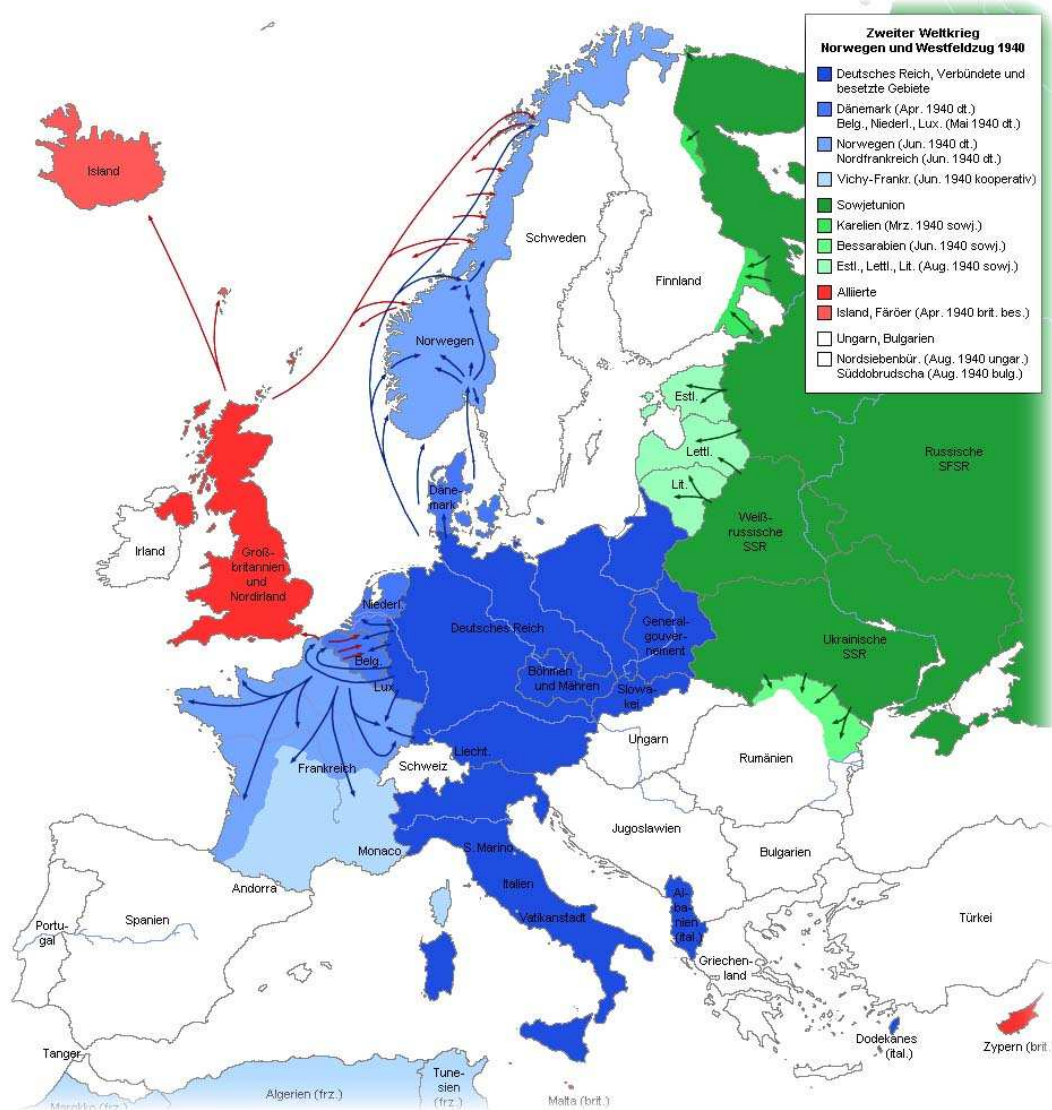 Zweiter Weltkrieg
Norwegen und Westfeldzug 1940
Deutsches Reich, Verbündete und
besetzte Gebiete
Dänemark (Apr. 1940 dt.)
Belg., Niederl., Lux. (Mai 1940 dt.)
Norwegen (Jun. 1940 dt.)
Nordfrankreich (Jun. 1940 dt.)
Vichy-Frankr. (Jun. 1940 kooperativ)
Sowjetunion
Karelien (Mrz. 1940 sowj.)
Bessarabien (Jun. 1940 sowj.)
Estl., Lettl., Lit. (Aug. 1940 sowj.)
Alliierte
Island, Färöer (Apr. 1940 brit. bes.)
Ungarn, Bulgarien
Nordsiebenbür. (Aug. 1940 ungar.)
Süddobrudscha (Aug. 1940 bulg.)
Island
Schweden
Finnland
Norwegen
Estl.
Lettl.
Lit.
Russische
SFSR
Däne-
mark
Weiß-
russische
SSR
Irland
Groß-
britannien
und
Nordirland
Niederl.
Deutsches Reich
General-
gouver-
nement
Ukrainische
SSR
Belg.
Lux.
Böhmen
und Mähren
Slowa-
kei
Liecht.
Ungarn
Frankreich
Schweiz
Rumänien
Jugoslawien
Monaco
S. Marino
Bulgarien
Andorra
Italien
Portu-
gal
Spanien
Vatikanstadt
Al-
ba-
nien
(ital.)
Türkei
Griechen-
land
Dodekanes
(ital.)
Zypern (brit.)
Tanger
Marokko (frz.)
Algerien (frz.)
Tune-
sien
(frz.)
Malta (brit.)